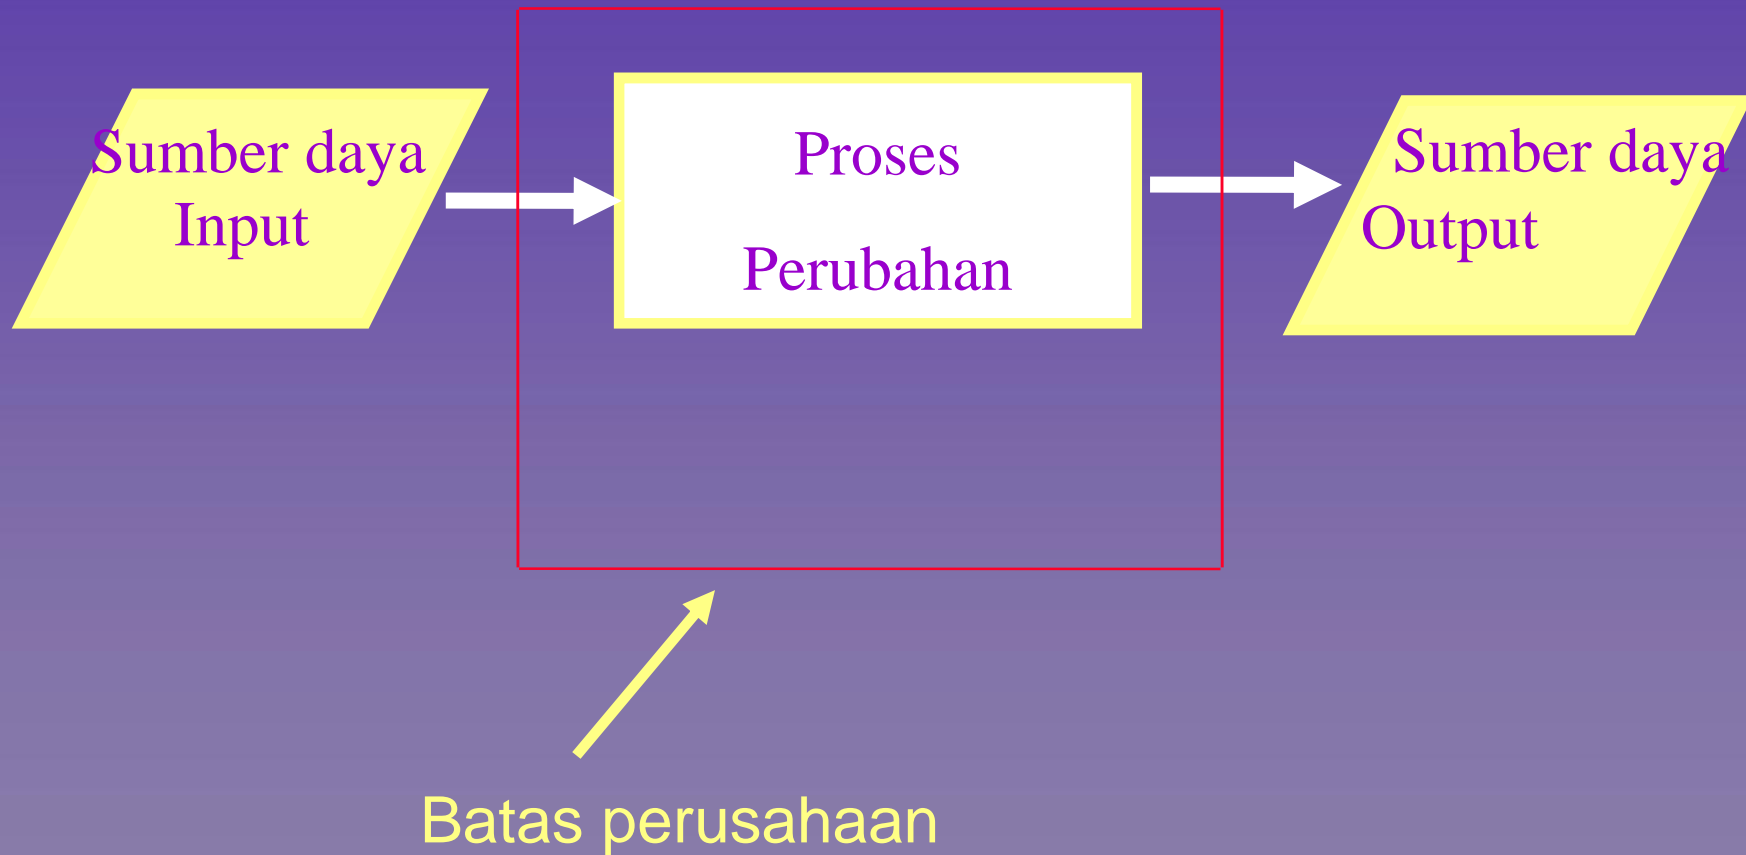 Sumber daya
Input
Proses
Perubahan
Sumber daya
Output
Batas perusahaan